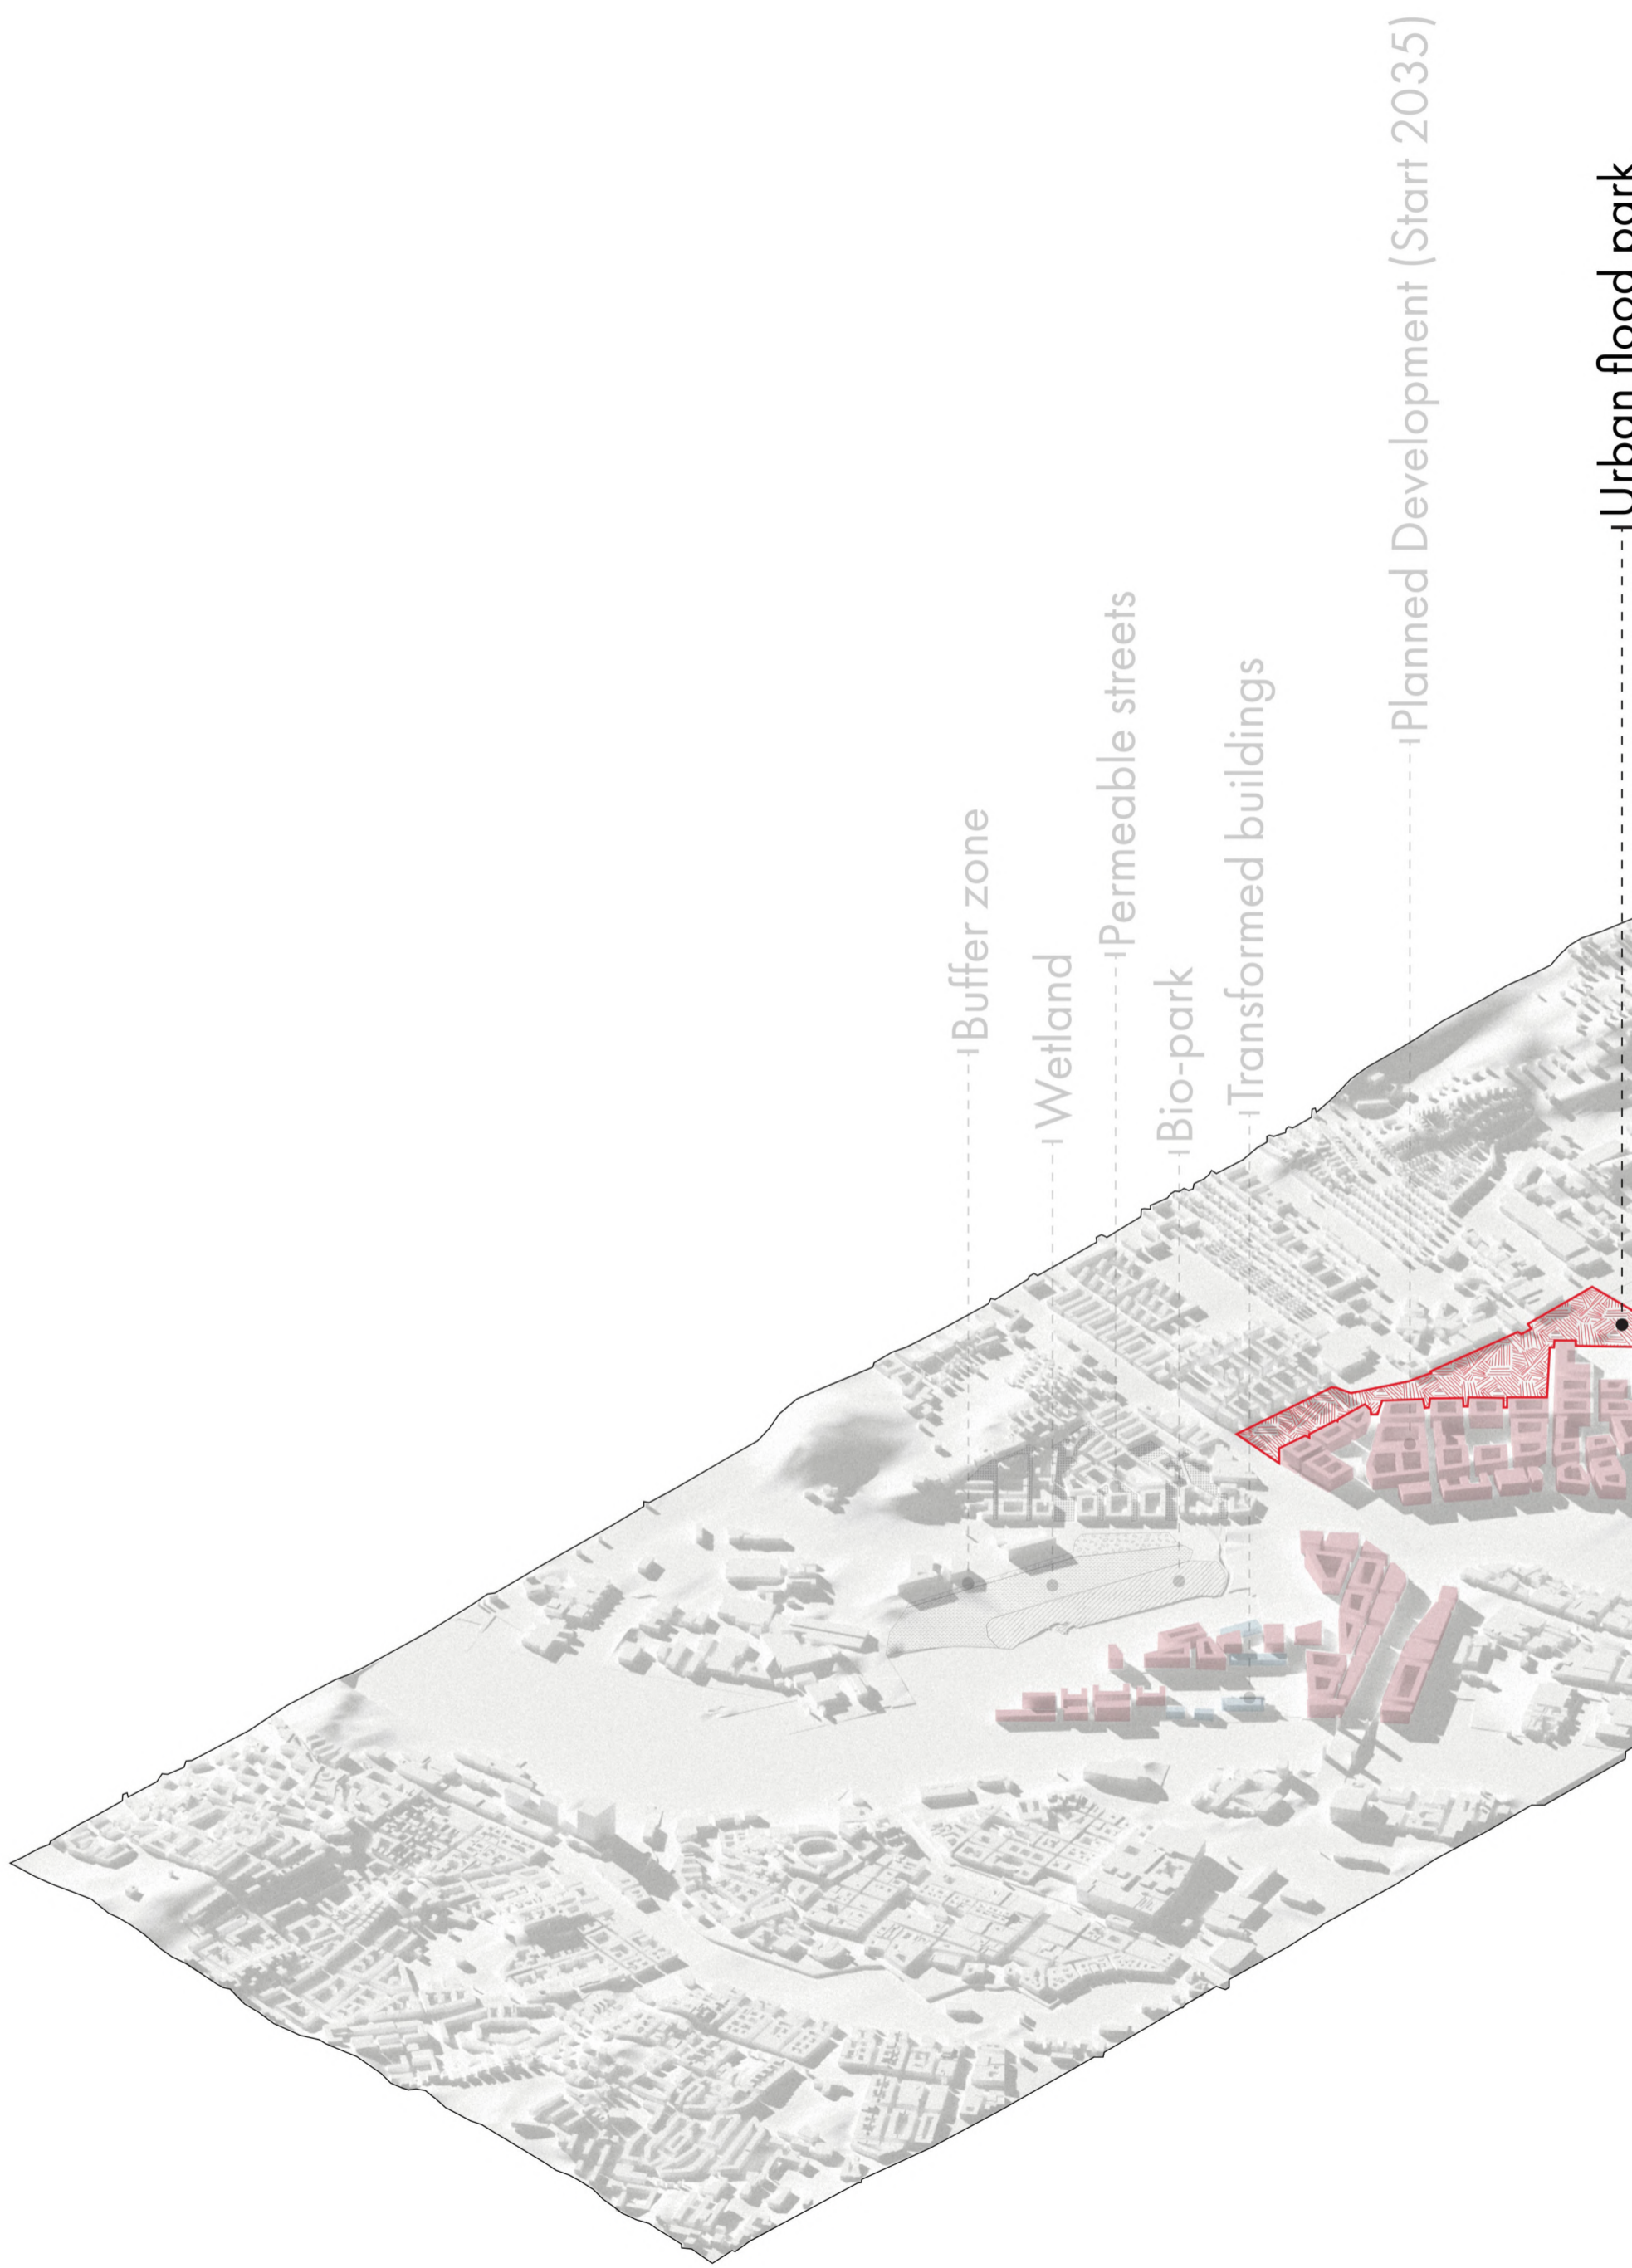 Buffer zone
Wetland
Permeable streets
Bio-park
Transformed buildings
Planned Development (Start 2035)
Urban flood park